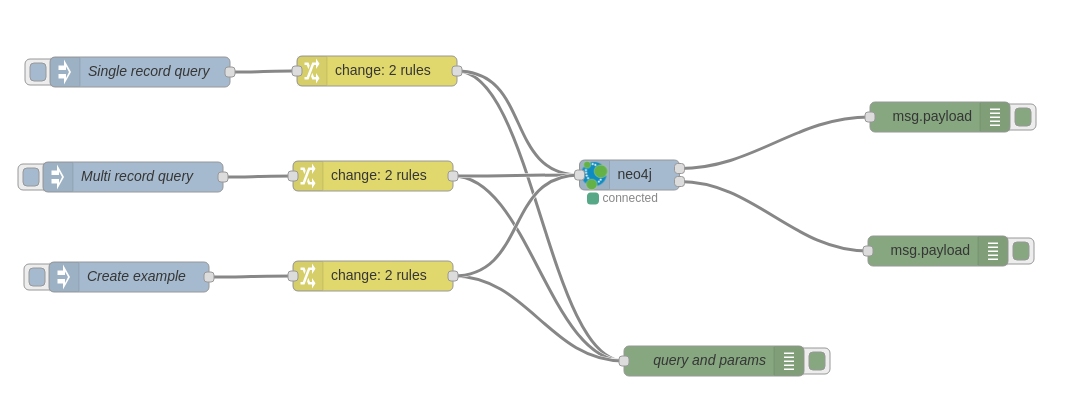 Single record query
change: 2 rules
msg.payload
Multi record query
change: 2 rules
neo4j
connected
msg.payload
Create example
change: 2 rules
query and params